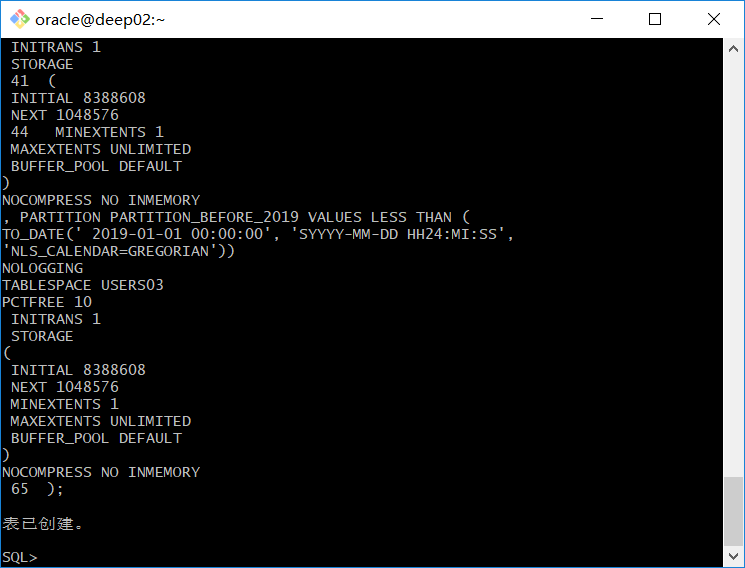 oracle@deep02:~
INITRANS 1
STORAGE
41 (
INITIAL 8388608
NEXT 1048576
44 MINEXTENTS 1
MAXEXTENTS UNLIMITED
BUFFER_POOL DEFAULT
)
NOCOMPRESS NO INMEMORY
, PARTITION PARTITION_BEFORE_2019 VALUES LESS THAN (
TO_DATE(' 2019-01-01 00:00:00', 'SYYYY-MM-DD HH24:MI:SS',
'NLS_CALENDAR=GREGORIAN'))
NOLOGGING
TABLESPACE USERS03
PCTFREE 10
INITRANS 1
STORAGE
(
INITIAL 8388608
NEXT 1048576
MINEXTENTS 1
MAXEXTENTS UNLIMITED
BUFFER_POOL DEFAULT
)
NOCOMPRESS NO INMEMORY
65 );
表已创建。
SQL>